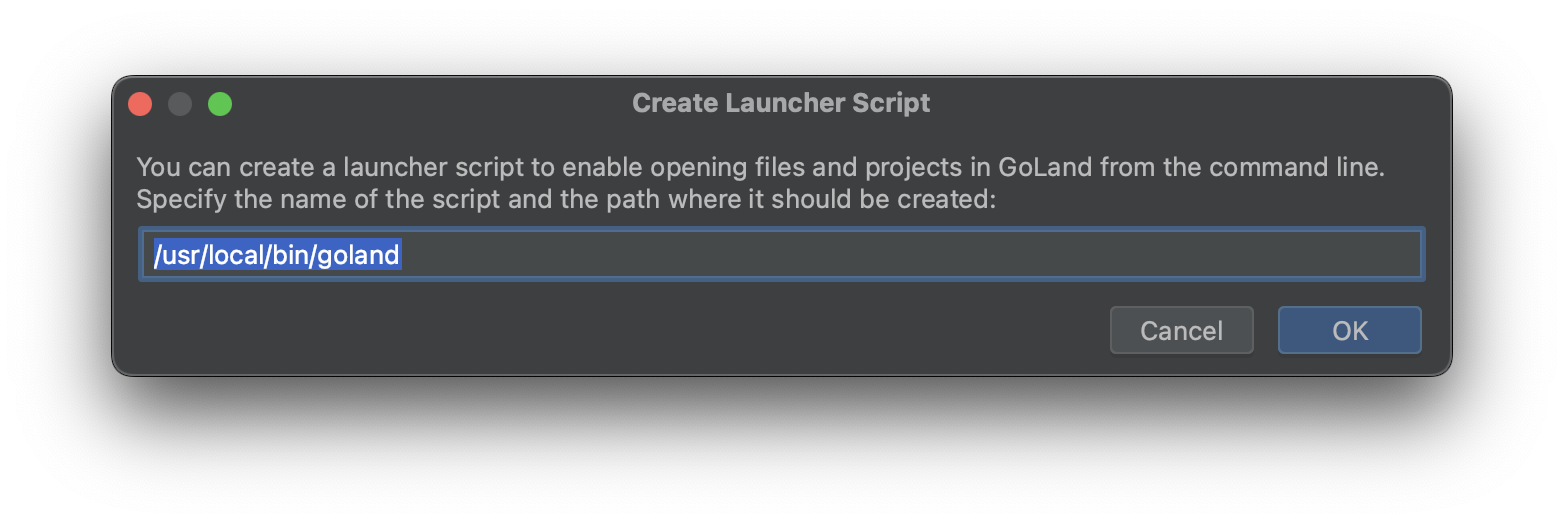 Create Launcher Script
You can create a launcher script to enable opening files and projects in GoLand from the command line.
Specify the name of the script and the path where it should be created:
/usr/local/bin/goland
Cancel
OK